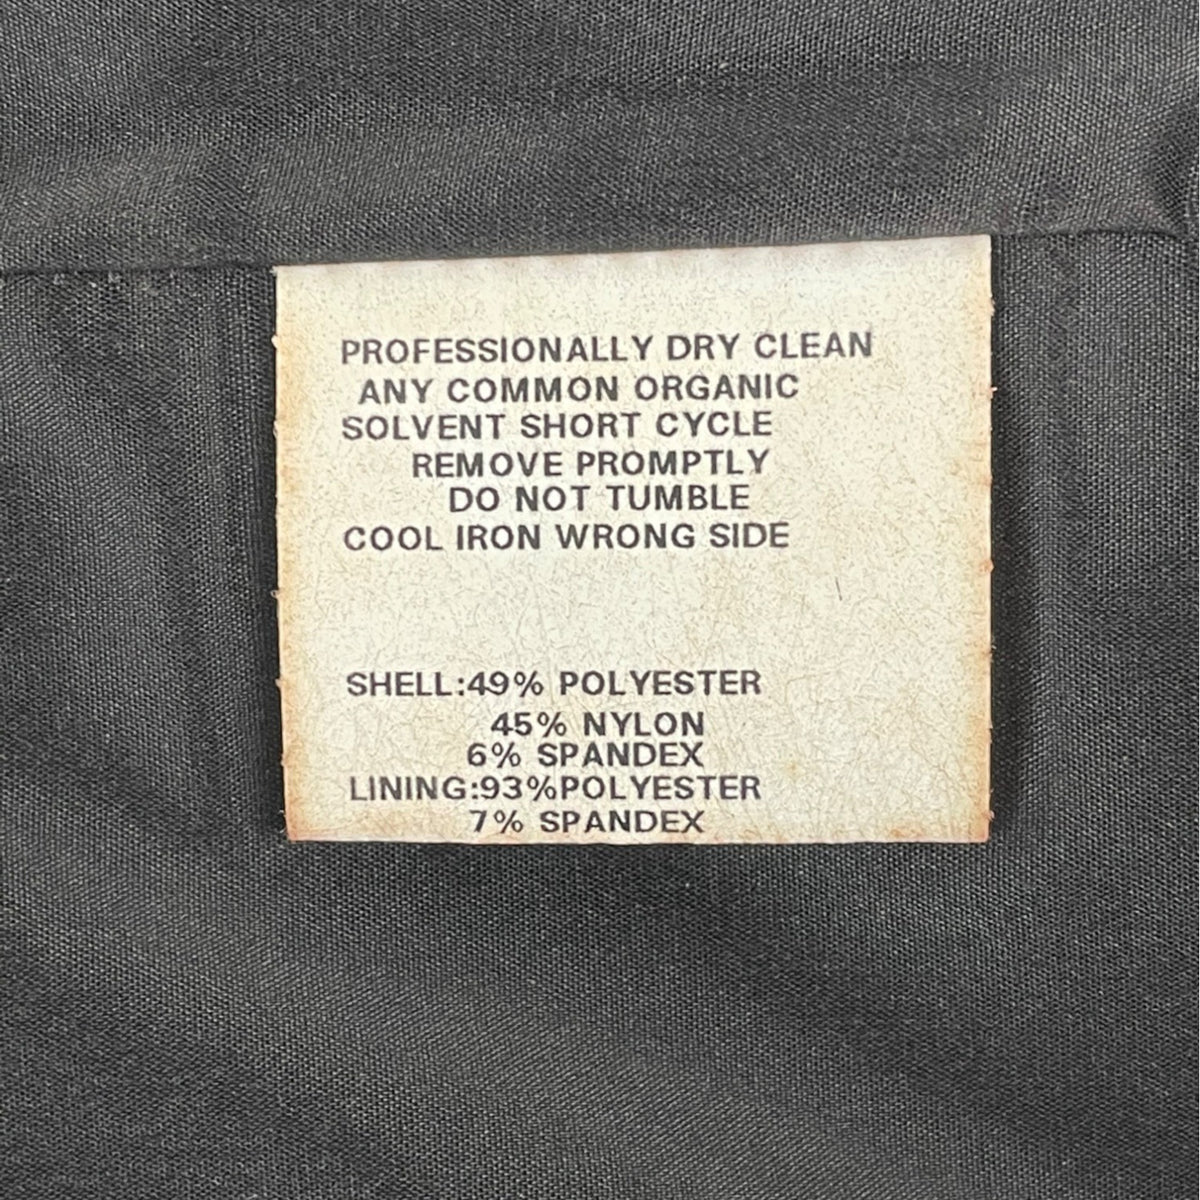 PROFESSIONALLY DRY CLEAN
ANY COMMON ORGANIC
SOLVENT SHORT CYCLE
REMOVE PROMPTLY
DO NOT TUMBLE
COOL IRON WRONG SIDE
SHELL:49% POLYESTER
45% NYLON
6% SPANDEX
LINING:93%POLYESTER
7% SPANDEX